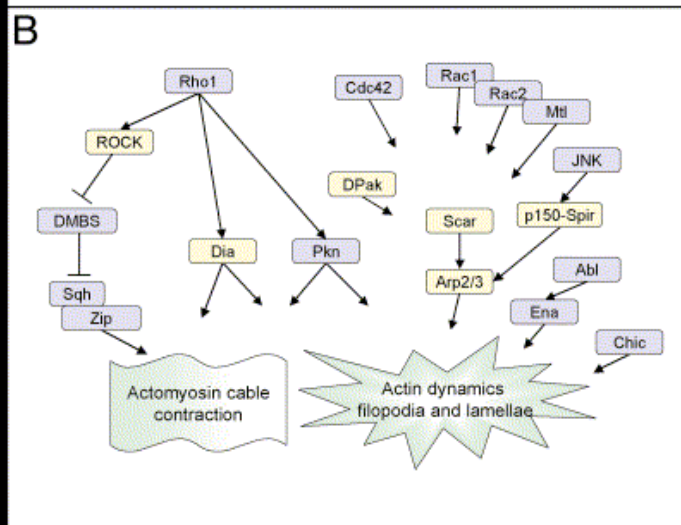 B
Rho1
Cdc42
Rac1
Rac2
Mtl
ROCK
JNK
DPak
DMBS
Scar
p150-Spir
Dia
Pkn
Sqh
Zip
Arp2/3
Abl
Ena
Chic
Actomyosin cable
contraction
Actin dynamics
filopodia and lamellae